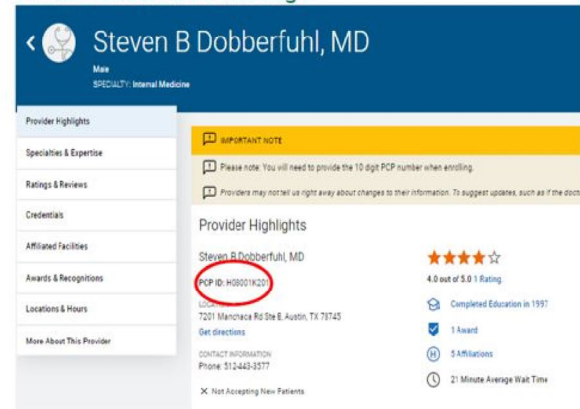 Steven B Dobberfuhl, MD
Male
SPECIALTY: Internal Medicine
Provider Highlights
Specialties & Expertise
Ratings & Reviews
Credentials
Affiliated Facilities
Awards & Recognitions
Locations & Hours
More About This Provider
IMPORTANT NOTE
Please note: You will need to provide the 10 digit PCP number when enrolling.
Providers may not tell us right away about changes to their information. To suggest updates, such as if the doct
Provider Highlights
Steven B Dobberfuhl, MD
PCP ID: H08001K201
LOCATION
7201 Manchaca Rd Ste E, Austin, TX 78745
Get directions
CONTACT INFORMATION
Phone: 512-443-3577
Not Accepting New Patients
4.0 out of 5.0 1 Rating
Completed Education in 1997
1 Award
H 5 Affiliations
21 Minute Average Wait Time